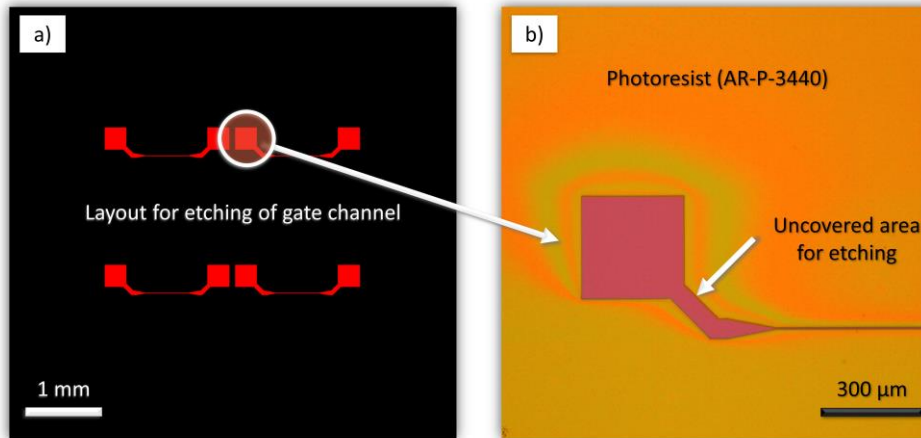 a)
Layout for etching of gate channel
1 mm
b)
Photoresist (AR-P-3440)
Uncovered area
for etching
300 µm